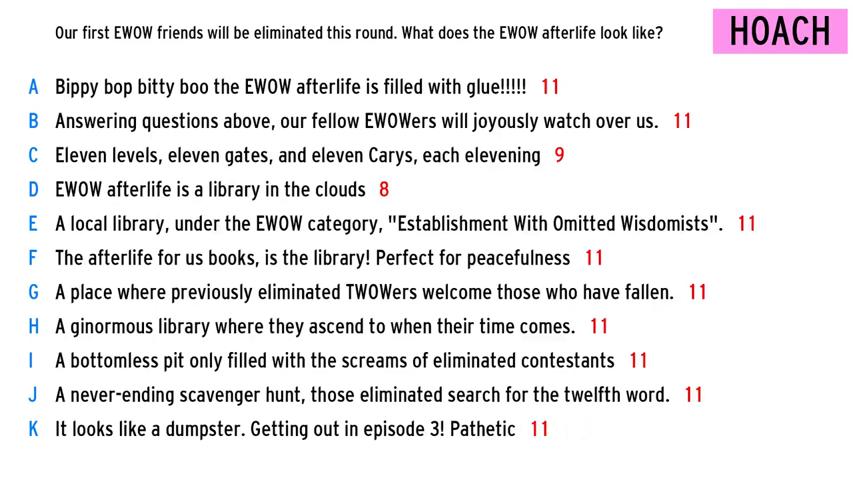 Our first EWOW friends will be eliminated this round. What does the EWOW afterlife look like?
HOACH
A Bippy bop bitty boo the EWOW afterlife is filled with glue!!!!! 11
B Answering questions above, our fellow EWOWers will joyously watch over us. 11
C Eleven levels, eleven gates, and eleven Carys, each elevening 9
D EWOW afterlife is a library in the clouds 8
E A local library, under the EWOW category, "Establishment With Omitted Wisdomists". 11
F The afterlife for us books, is the library! Perfect for peacefulness 11
G A place where previously eliminated TWOWers welcome those who have fallen. 11
H A ginormous library where they ascend to when their time comes. 11
I A bottomless pit only filled with the screams of eliminated contestants 11
J A never-ending scavenger hunt, those eliminated search for the twelfth word. 11
K It looks like a dumpster. Getting out in episode 3! Pathetic 11